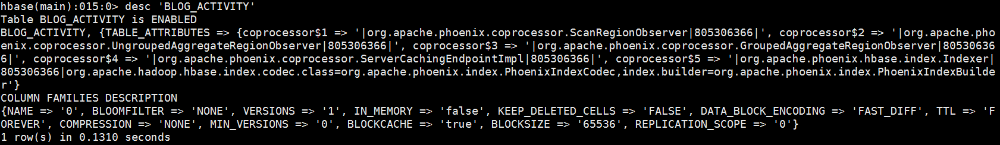 hbase(main):015:0> desc 'BLOG_ACTIVITY'
Table BLOG_ACTIVITY is ENABLED
BLOG_ACTIVITY, {TABLE_ATTRIBUTES => {coprocessor$1 => '|org.apache.phoenix.coprocessor.ScanRegionObserver|805306366|', coprocessor$2 => '|org.apache.pho
enix.coprocessor.UngroupedAggregateRegionObserver|805306366|', coprocessor$3 => '|org.apache.phoenix.coprocessor.GroupedAggregateRegionObserver|80530636
6|', coprocessor$4 => '|org.apache.phoenix.coprocessor.ServerCachingEndpointImpl|805306366|', coprocessor$5 => '|org.apache.phoenix.hbase.index.Indexer|
805306366|org.apache.hadoop.hbase.index.codec.class=org.apache.phoenix.index.PhoenixIndexCodec,index.builder=org.apache.phoenix.index.PhoenixIndexBuilde
r'}
COLUMN FAMILIES DESCRIPTION
{NAME => '0', BLOOMFILTER => 'NONE', VERSIONS => '1', IN_MEMORY => 'false', KEEP_DELETED_CELLS => 'FALSE', DATA_BLOCK_ENCODING => 'FAST_DIFF', TTL => 'F
OREVER', COMPRESSION => 'NONE', MIN_VERSIONS => '0', BLOCKCACHE => 'true', BLOCKSIZE => '65536', REPLICATION_SCOPE => '0'}
1 row(s) in 0.1310 seconds